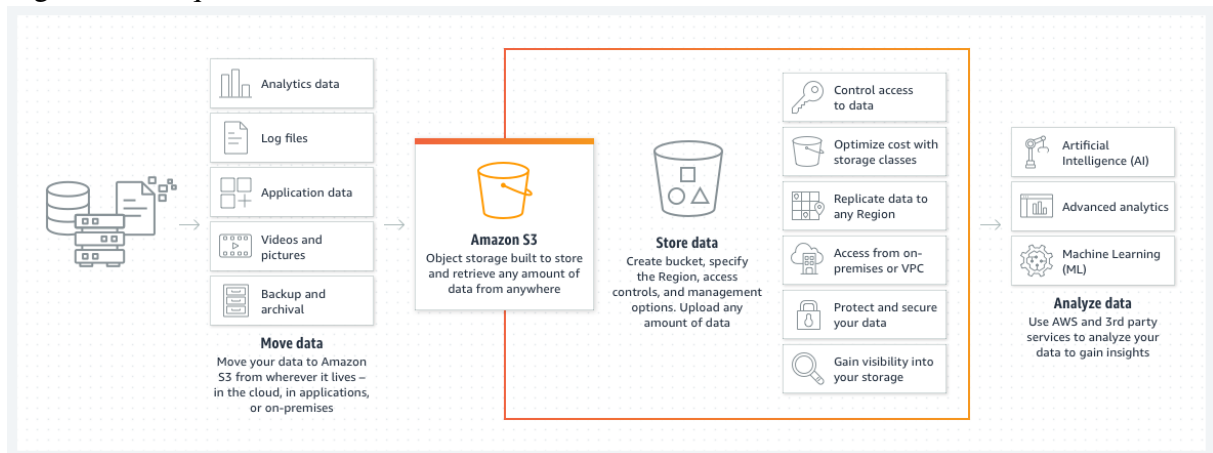 Analytics data
Log files
Application data
Videos and
pictures
Backup and
archival
Move data
Move your data to Amazon
S3 from wherever it lives –
in the cloud, in applications,
or on-premises
Amazon S3
Object storage built to store
and retrieve any amount of
data from anywhere
Store data
Create bucket, specify
the Region, access
controls, and management
options. Upload any
amount of data
Control access
to data
Optimize cost with
storage classes
Replicate data to
any Region
Access from on-
premises or VPC
Protect and secure
your data
Gain visibility into
your storage
Artificial
Intelligence (AI)
Advanced analytics
Machine Learning
(ML)
Analyze data
Use AWS and 3rd party
services to analyze your
data to gain insights